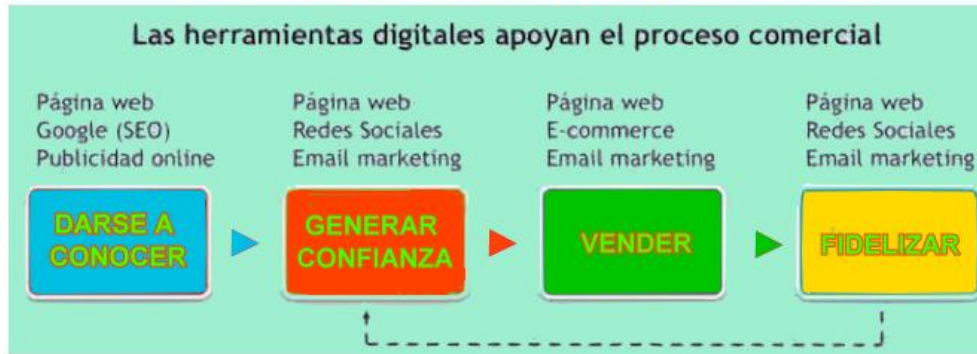 Las herramientas digitales apoyan el proceso comercial
Página web
Google (SEO)
Publicidad online
Página web
Redes Sociales
Email marketing
Página web
E-commerce
Email marketing
Página web
Redes Sociales
Email marketing
DARSE A
CONOCER
GENERAR
CONFIANZA
VENDER
FIDELIZAR